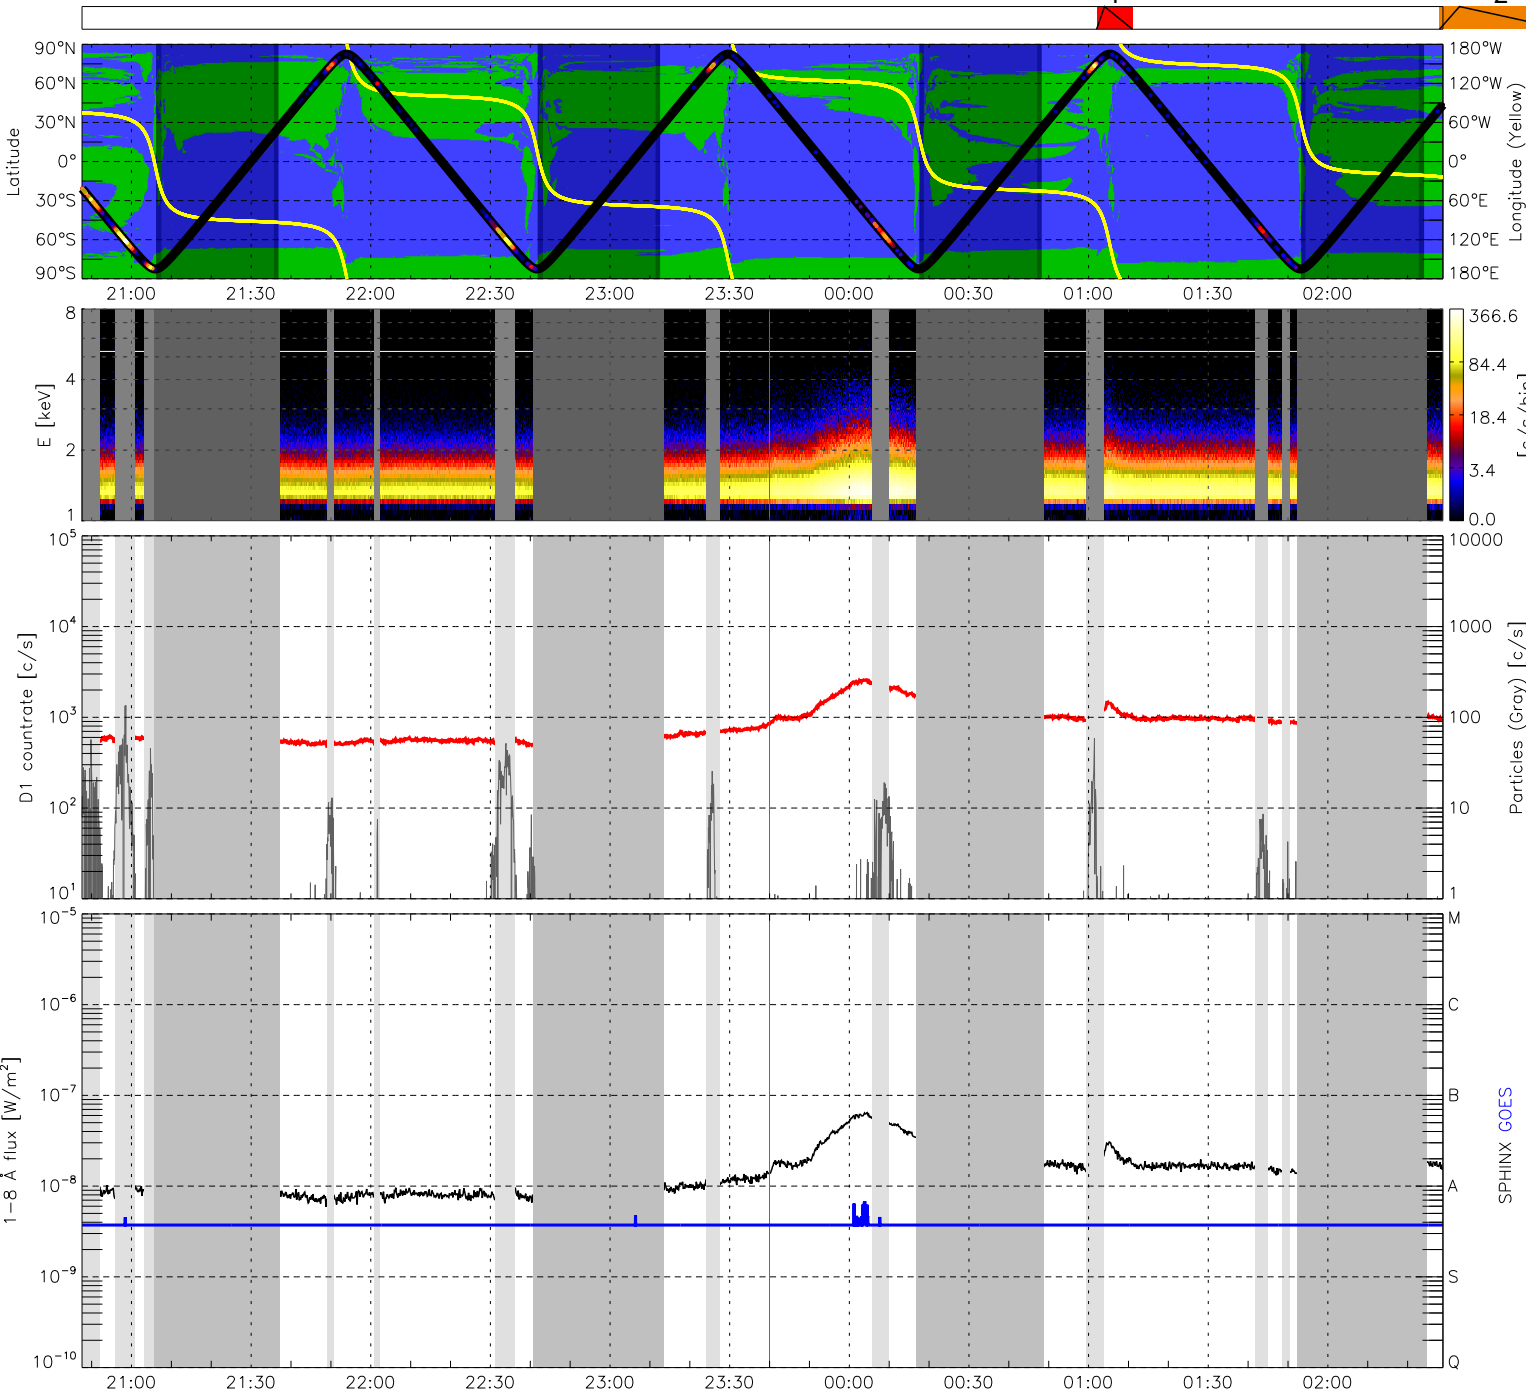 90°N
60°N
30°N
0°
30°S
60°S
90°S
Latitude
180°W
120°W
60°W
0°
60°E
120°E
180°E
Longitude (Yellow)
21:00 21:30 22:00 22:30 23:00 23:30 00:00 00:30 01:00 01:30 02:00
8
4
2
1
E [keV]
366.6
84.4
18.4
3.4
0.0
10⁵
10⁴
10³
10²
10¹
D1 countrate [c/s]
10000
1000
100
10
1
Particles (Gray) [c/s]
10⁻⁵
10⁻⁶
10⁻⁷
10⁻⁸
10⁻⁹
10⁻¹⁰
1−8 Å flux [W/m²]
M
C
B
A
S
Q
SPHINX GOES
21:00 21:30 22:00 22:30 23:00 23:30 00:00 00:30 01:00 01:30 02:00